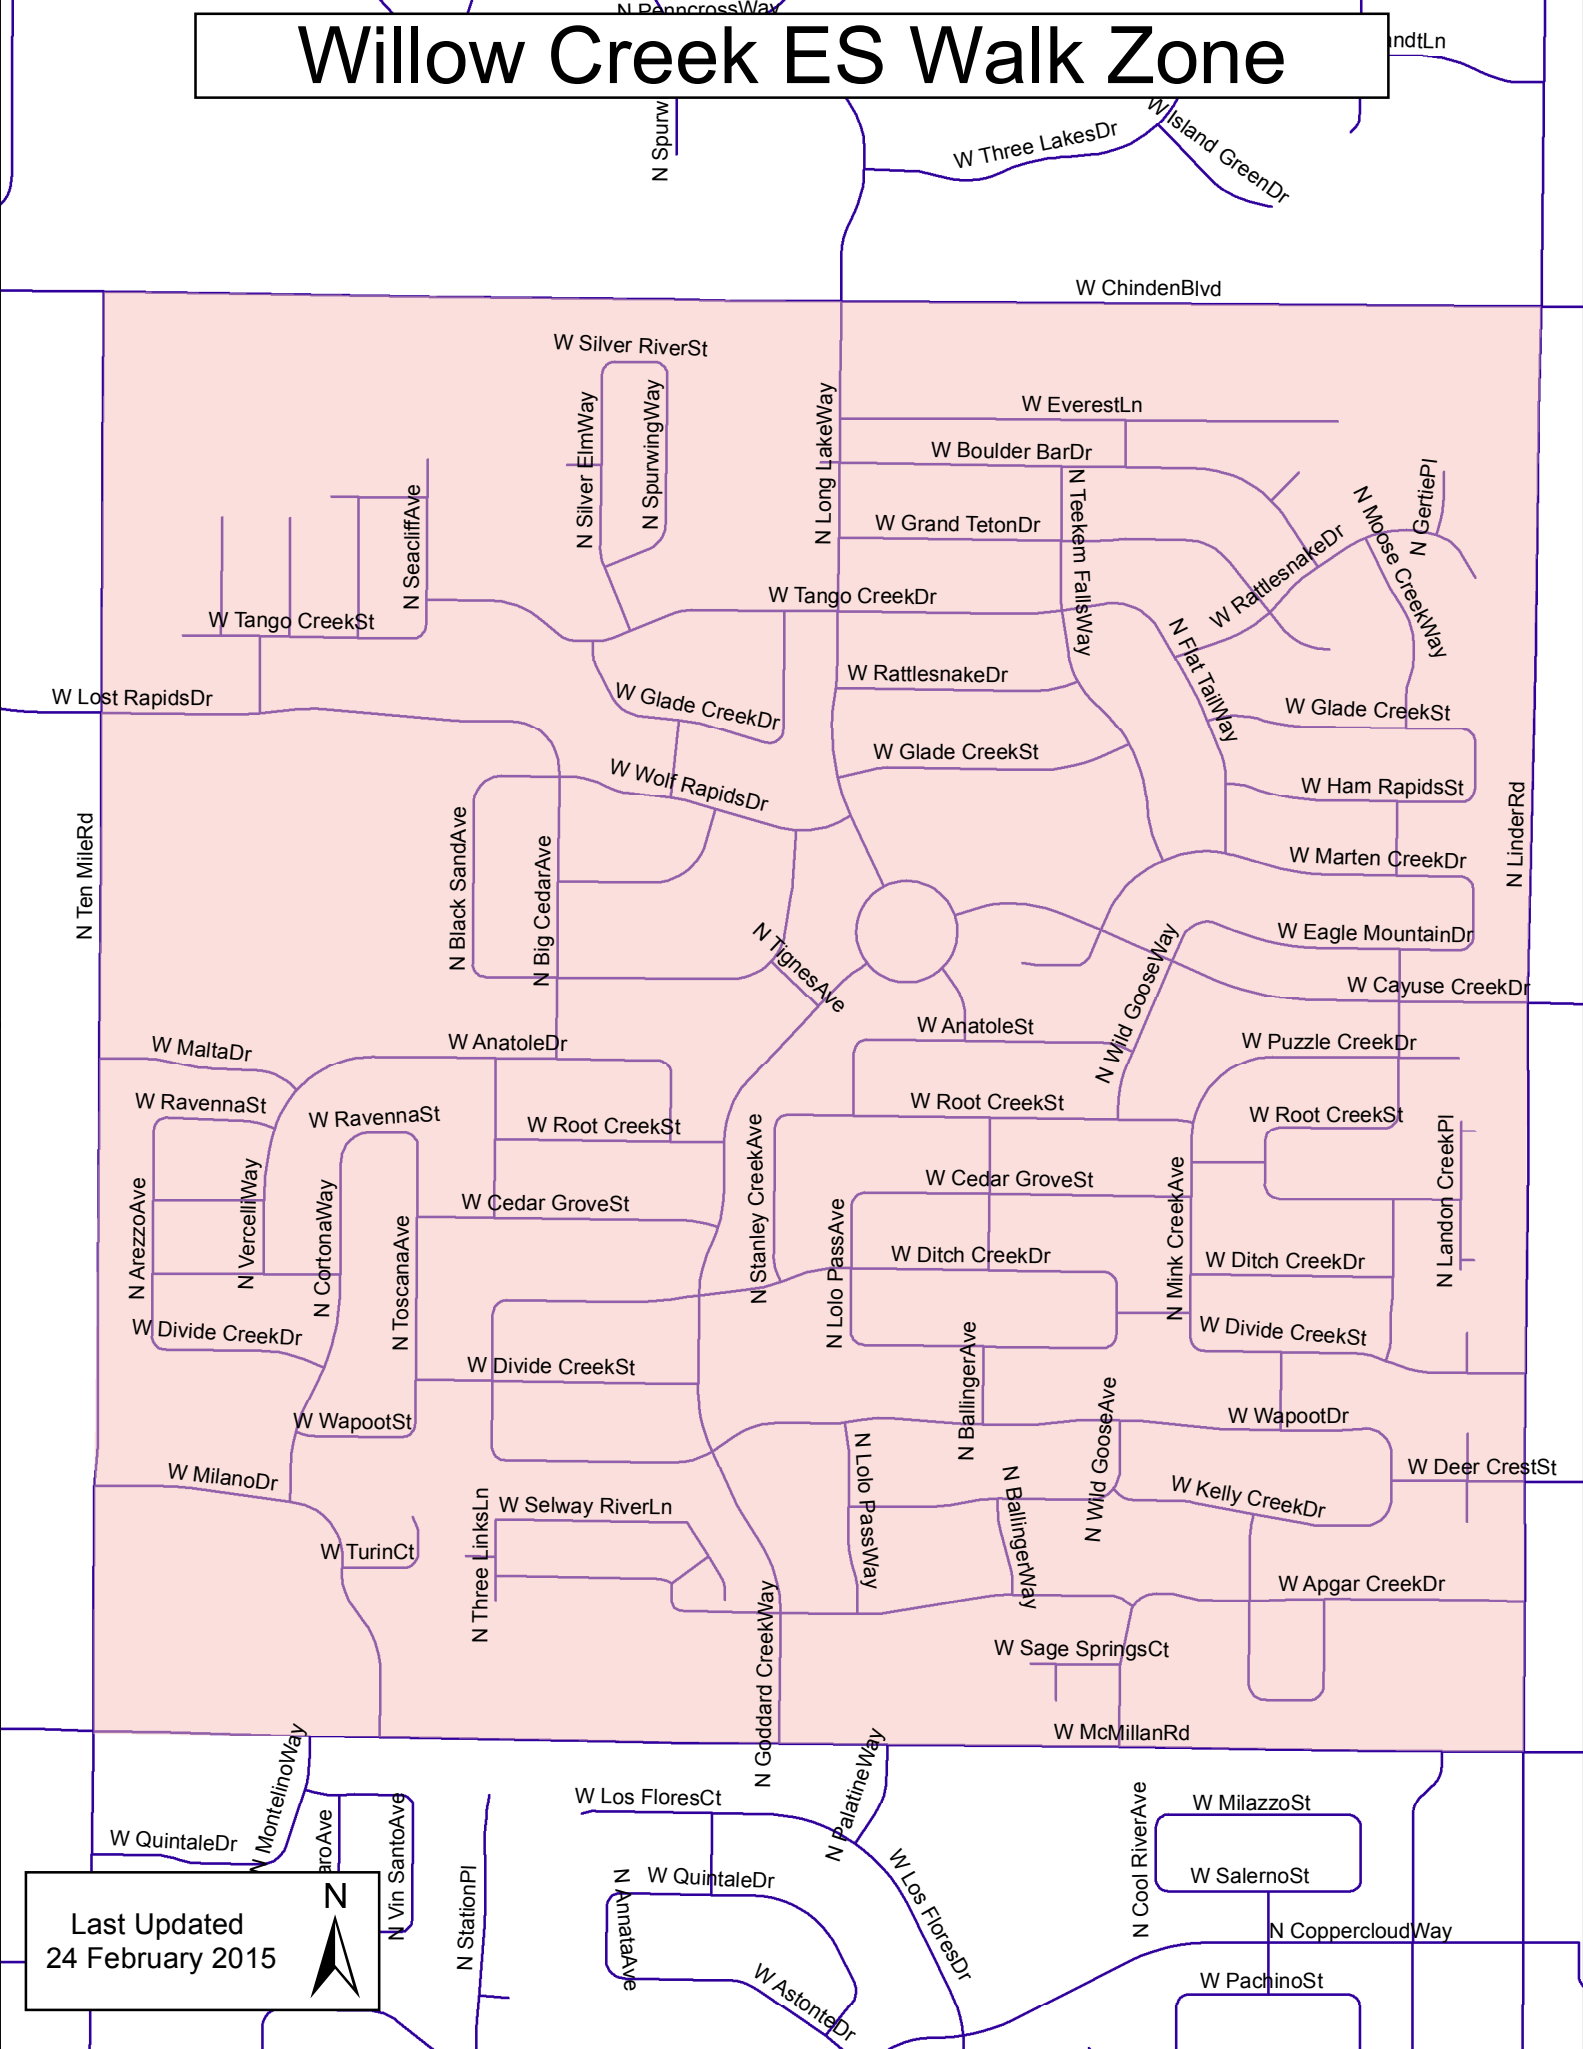 N PenncrossWay
Willow Creek ES Walk Zone
W Three LakesDr
W Island GreenDr
W ChindenBlvd
W Silver RiverSt
N Silver ElmWay
N SpurwingWay
N Long LakeWay
W EverestLn
W Boulder BarDr
W Grand TetonDr
N Teekem FallsWay
N GertiePl
N Moose CreekWay
W RattlesnakeDr
N SeacliffAve
W Tango CreekSt
W Tango CreekDr
N Flat TailWay
W Lost RapidsDr
W Glade CreekDr
W RattlesnakeDr
W Glade CreekSt
W Glade CreekSt
W Wolf RapidsDr
W Ham RapidsSt
N Ten MileRd
N LinderRd
N Black SandAve
N Big CedarAve
W Marten CreekDr
N TignesAve
N Wild GooseWay
W Eagle MountainDr
W Cayuse CreekDr
W MaltaDr
W AnatoleDr
W AnatoleSt
W Puzzle CreekDr
W RavennaSt
W RavennaSt
W Root CreekSt
W Root CreekSt
W Root CreekSt
N ArezzoAve
N VercelliWay
N CortonaWay
N ToscanaAve
W Cedar GroveSt
N Stanley CreekAve
N Lolo PassAve
W Cedar GroveSt
N Mink CreekAve
N Landon CreekPl
W Ditch CreekDr
W Ditch CreekDr
W Divide CreekDr
W Divide CreekSt
W Divide CreekSt
N BallingerAve
W WapootSt
N Wild GooseAve
W WapootDr
W MilanoDr
N Lolo PassWay
N BallingerWay
W Deer CrestSt
W Kelly CreekDr
N Three LinksLn
W Selway RiverLn
W TurinCt
W Apgar CreekDr
N Goddard CreekWay
W Sage SpringsCt
W McMillanRd
N MontelinoWay
N PalatineWay
W QuintaleDr
N Vin SantoAve
N StationPl
W Los FloresCt
W QuintaleDr
N AnnataAve
W AstonteDr
W Los FloresDr
N Cool RiverAve
W MilazzoSt
W SalernoSt
N CoppercloudWay
W PachinoSt
N
Last Updated
24 February 2015